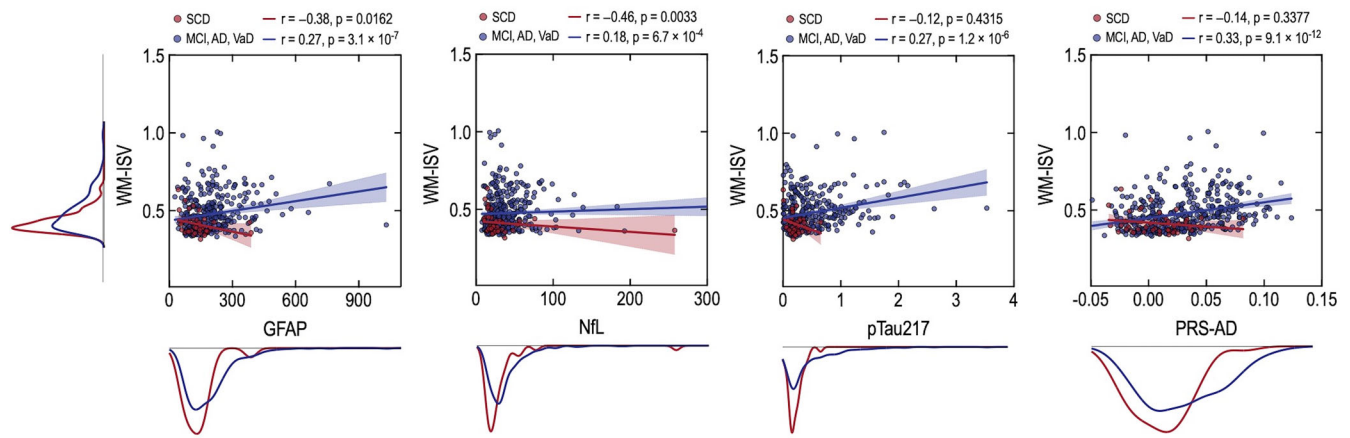 SCD r = −0.38, p = 0.0162
MCI, AD, VaD r = 0.27, p = 3.1 × 10⁻⁷
1.5
1.0
0.5
WM-ISV
0 300 600 900
GFAP
SCD r = −0.46, p = 0.0033
MCI, AD, VaD r = 0.18, p = 6.7 × 10⁻⁴
1.5
1.0
0.5
WM-ISV
0 100 200 300
NfL
SCD r = −0.12, p = 0.4315
MCI, AD, VaD r = 0.27, p = 1.2 × 10⁻⁶
1.5
1.0
0.5
WM-ISV
0 1 2 3 4
pTau217
SCD r = −0.14, p = 0.3377
MCI, AD, VaD r = 0.33, p = 9.1 × 10⁻¹²
1.5
1.0
0.5
WM-ISV
-0.05 0.00 0.05 0.10 0.15
PRS-AD